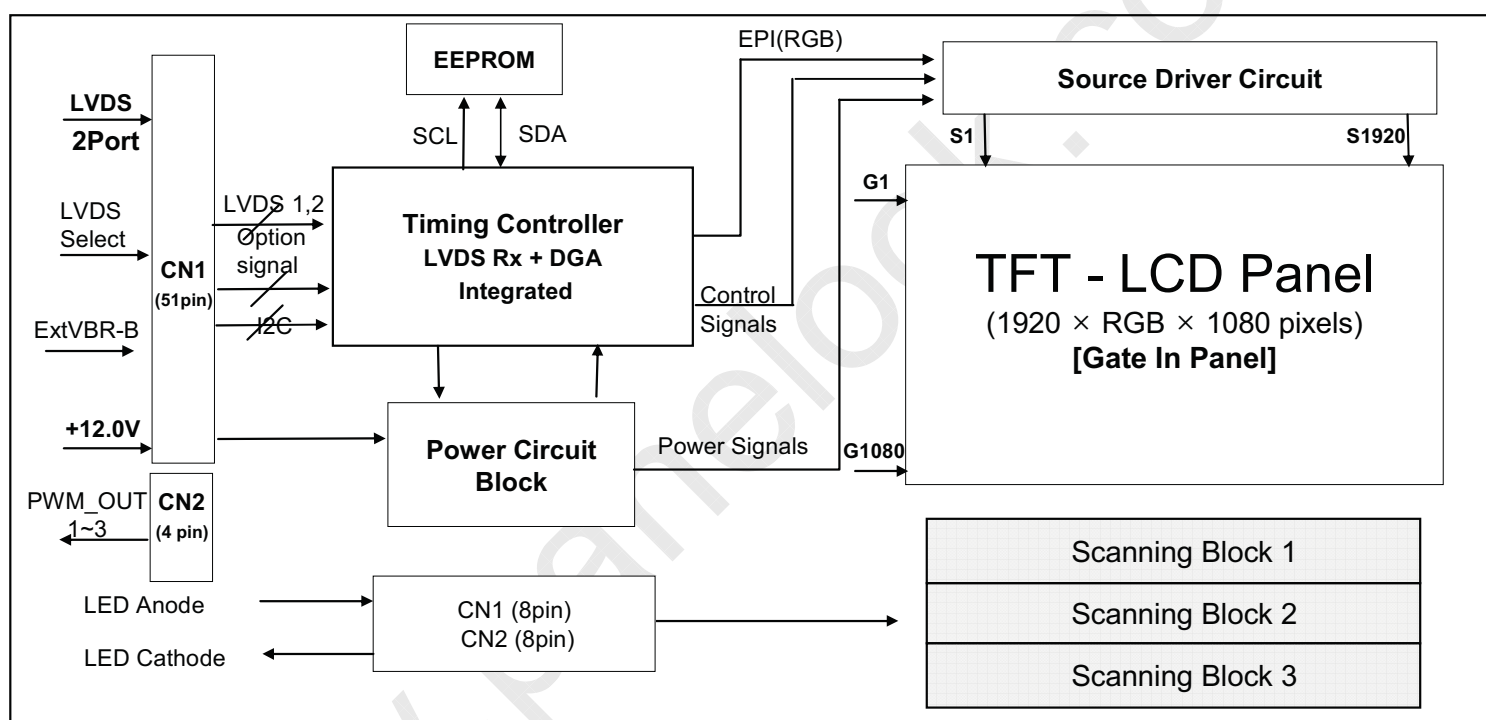 EEPROM
EPI(RGB)
Source Driver Circuit
LVDS
2Port
SCL
SDA
S1
S1920
G1
LVDS
Select
LVDS 1,2
Option
signal
I2C
CN1
(51pin)
Timing Controller
LVDS Rx + DGA
Integrated
Control
Signals
TFT - LCD Panel
(1920 × RGB × 1080 pixels)
[Gate In Panel]
ExtVBR-B
+12.0V
Power Circuit
Block
Power Signals
G1080
PWM_OUT
1~3
CN2
(4 pin)
Scanning Block 1
Scanning Block 2
Scanning Block 3
LED Anode
LED Cathode
CN1 (8pin)
CN2 (8pin)